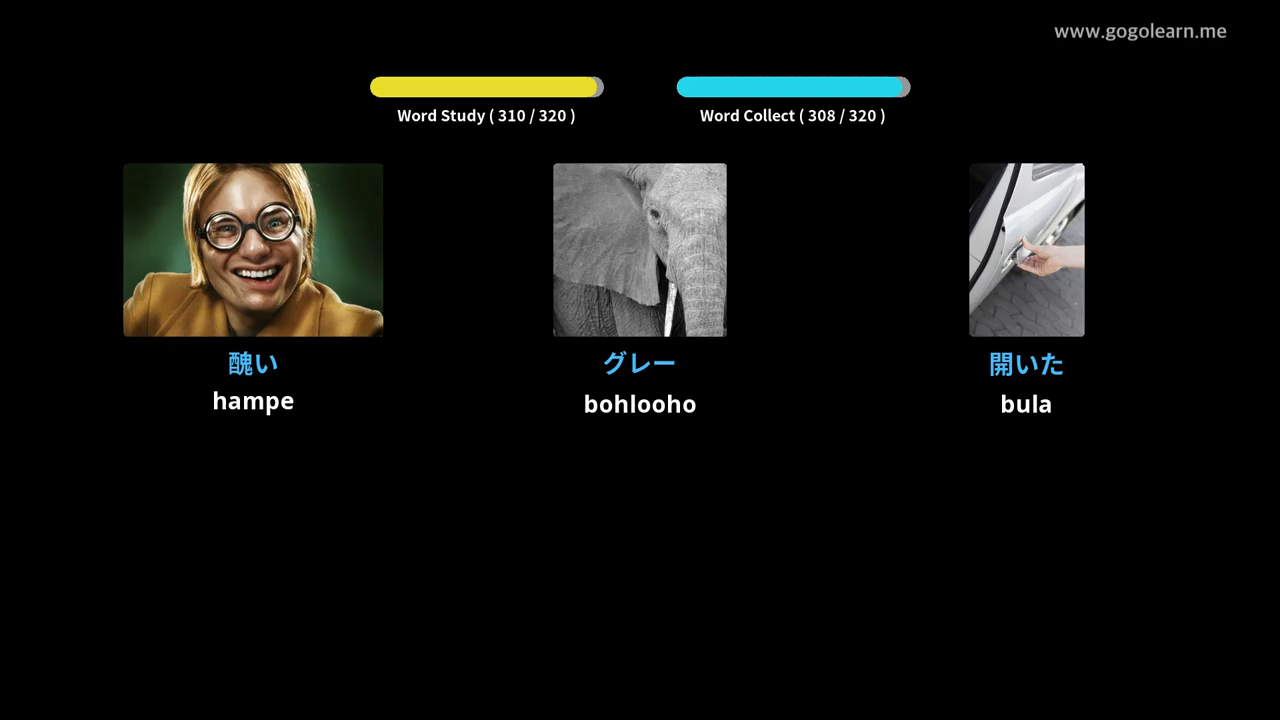 www.gogolearn.me
Word Study ( 310 / 320 )
Word Collect ( 308 / 320 )
醜い
グレー
開いた
hampe
bohlooho
bula